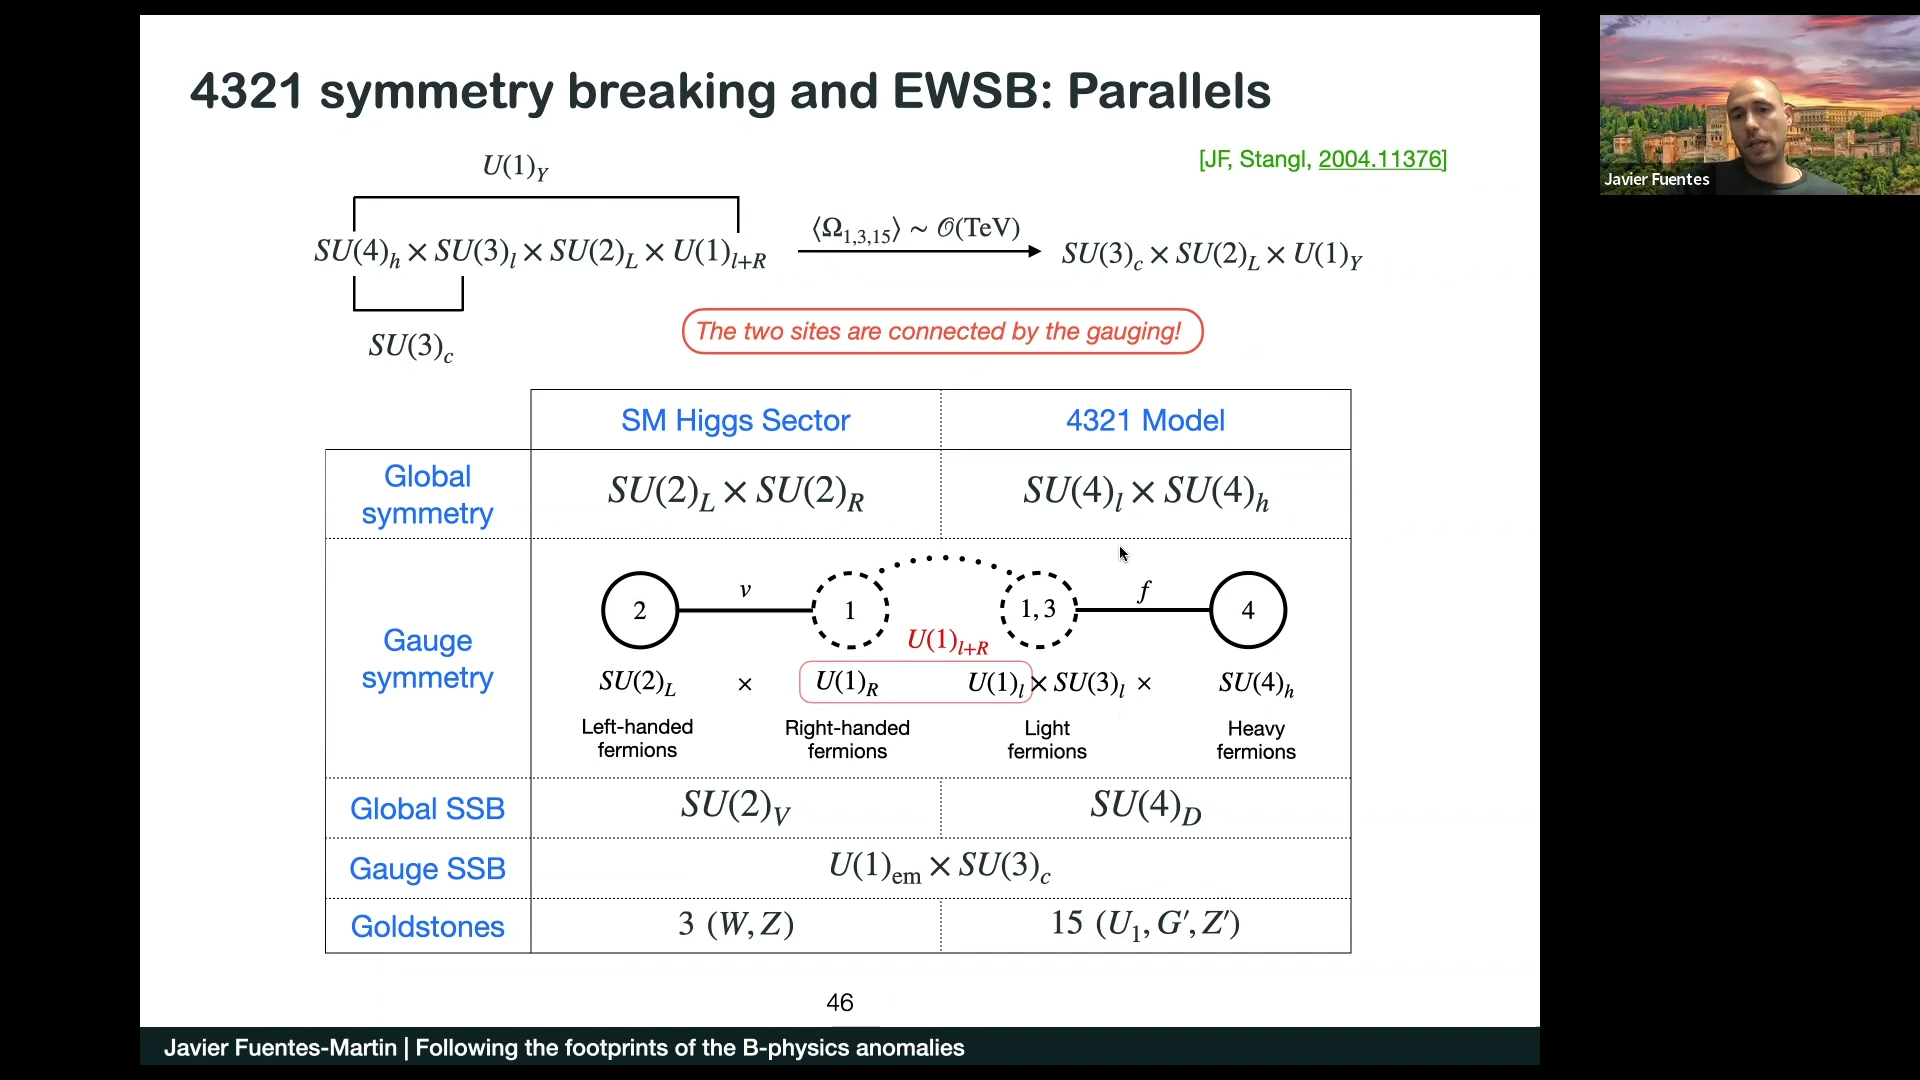 4321 symmetry breaking and EWSB: Parallels
[JF, Stangl, 2004.11376]
U(1)_Y
SU(4)_h × SU(3)_l × SU(2)_L × U(1)_{l+R}
⟨Ω_{1,3,15}⟩ ~ 𝒪(TeV)
SU(3)_c × SU(2)_L × U(1)_Y
SU(3)_c
The two sites are connected by the gauging!
SM Higgs Sector
4321 Model
Global
symmetry
SU(2)_L × SU(2)_R
SU(4)_l × SU(4)_h
Gauge
symmetry
2
v
1
1, 3
f
4
U(1)_{l+R}
SU(2)_L × U(1)_R U(1)_l × SU(3)_l × SU(4)_h
Left-handed
fermions
Right-handed
fermions
Light
fermions
Heavy
fermions
Global SSB
SU(2)_V
SU(4)_D
Gauge SSB
U(1)_em × SU(3)_c
Goldstones
3 (W, Z)
15 (U_1, G′, Z′)
46
Javier Fuentes-Martin | Following the footprints of the B-physics anomalies
Javier Fuentes